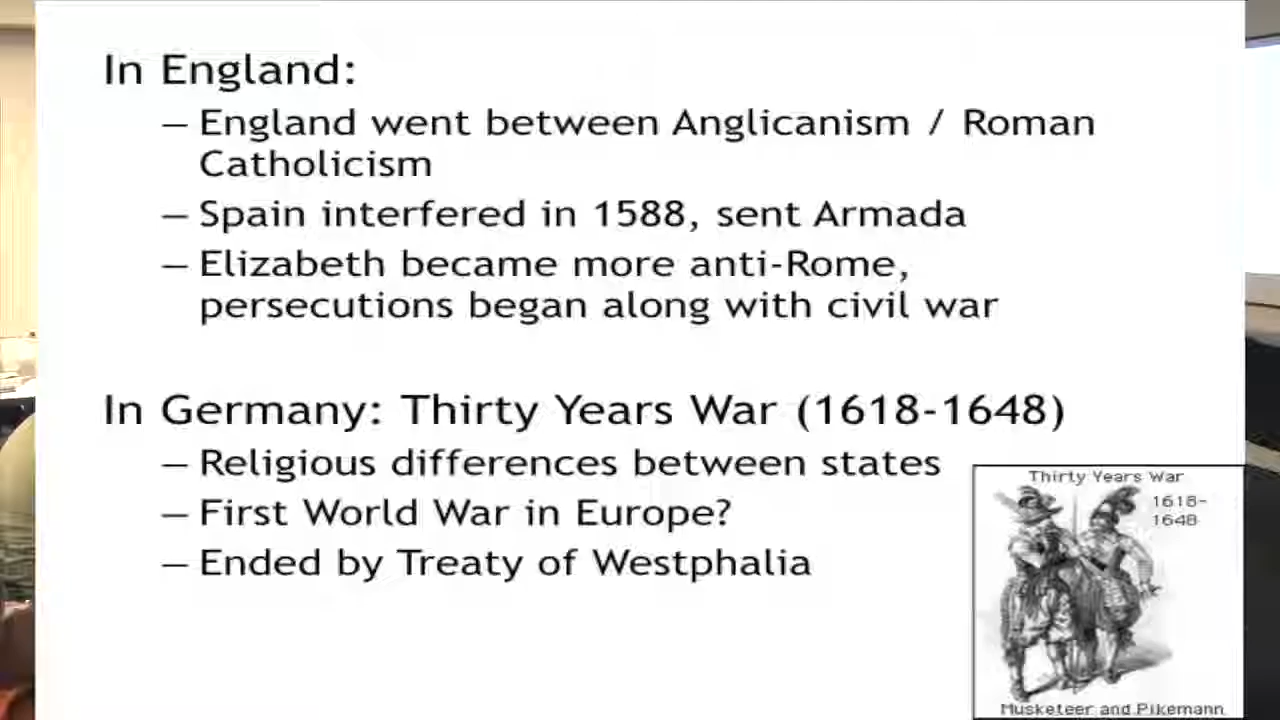 In England:
– England went between Anglicanism / Roman
Catholicism
– Spain interfered in 1588, sent Armada
– Elizabeth became more anti-Rome,
persecutions began along with civil war
In Germany: Thirty Years War (1618-1648)
– Religious differences between states
– First World War in Europe?
– Ended by Treaty of Westphalia
Thirty Years War
1618-
1648
Musketeer and Pikemann